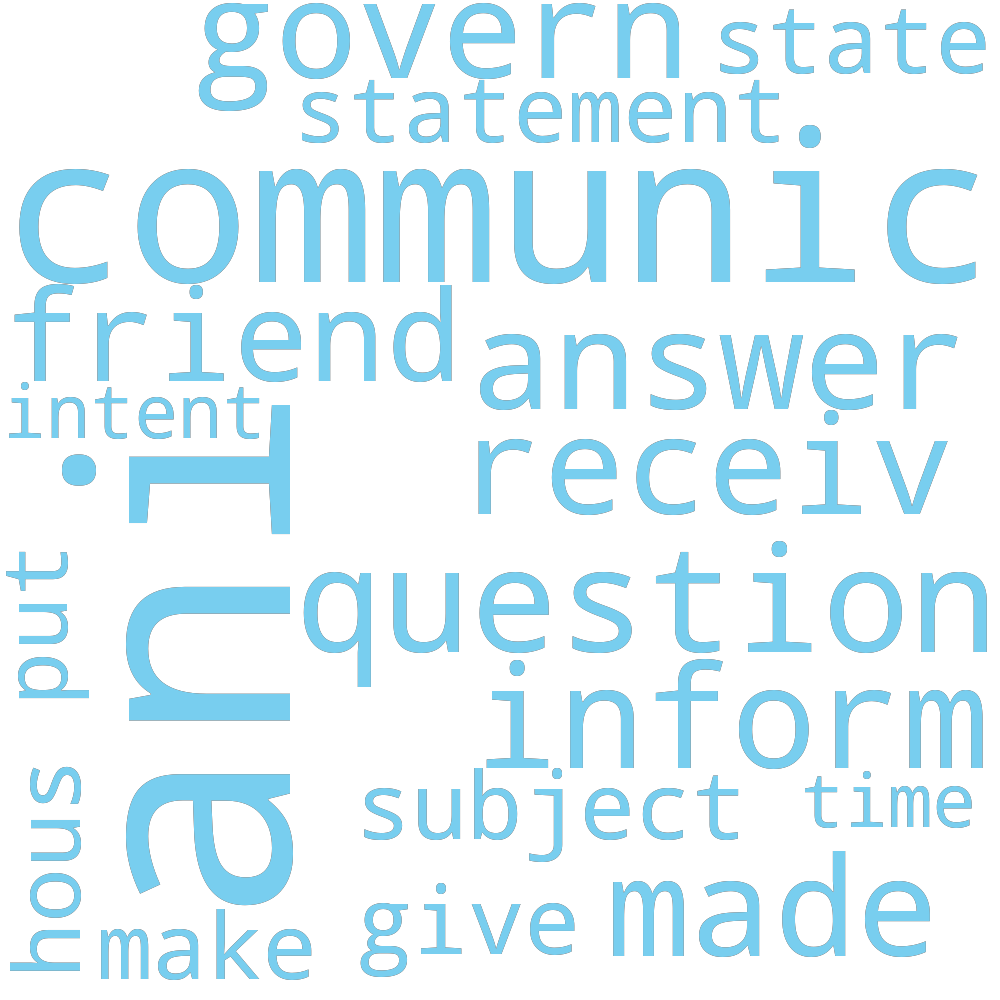 govern state
statement
communic
friend answer
intent receiv
ani
put
question
inform
hous
subject time
make give made